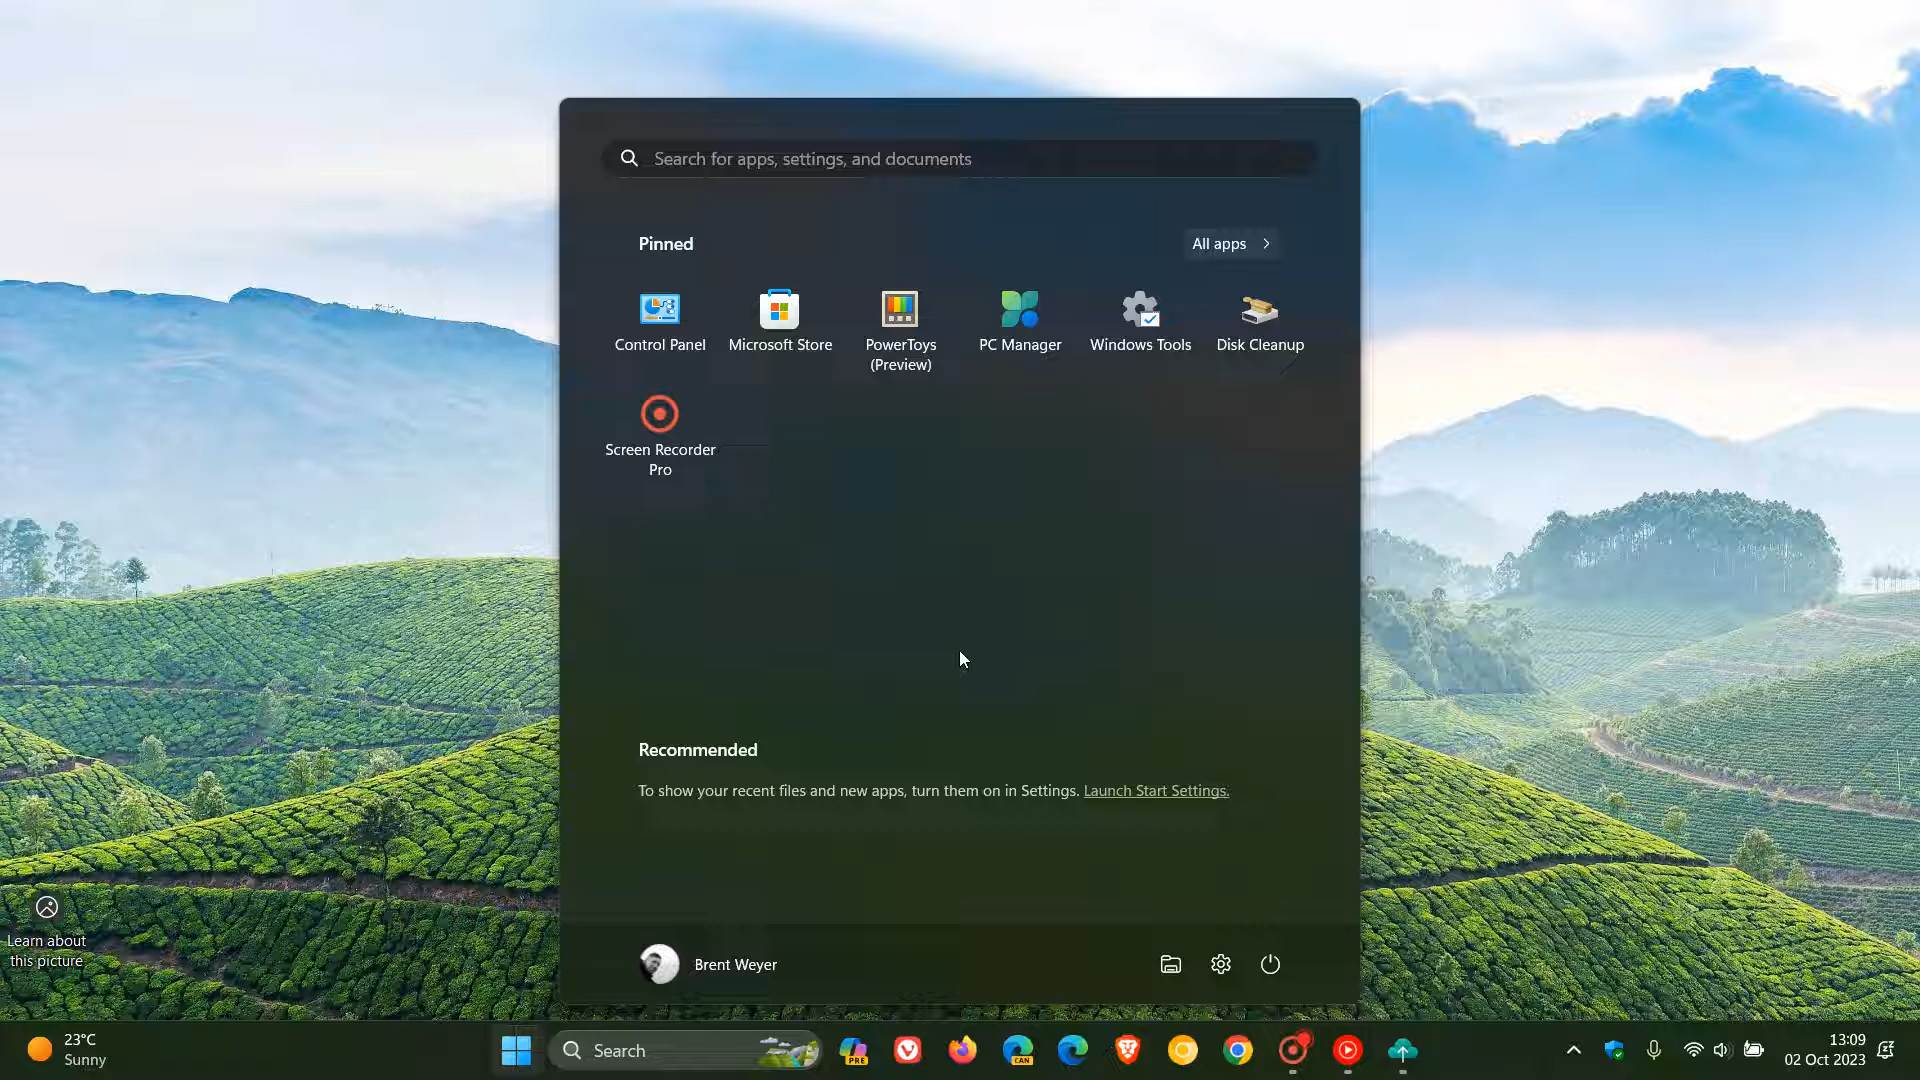 Search for apps, settings, and documents
Pinned
All apps
Control Panel
Microsoft Store
PowerToys
(Preview)
PC Manager
Windows Tools
Disk Cleanup
Screen Recorder
Pro
Recommended
To show your recent files and new apps, turn them on in Settings. Launch Start Settings.
Learn about
this picture
Brent Weyer
23°C
Sunny
Search
PRE
CAN
13:09
02 Oct 2023